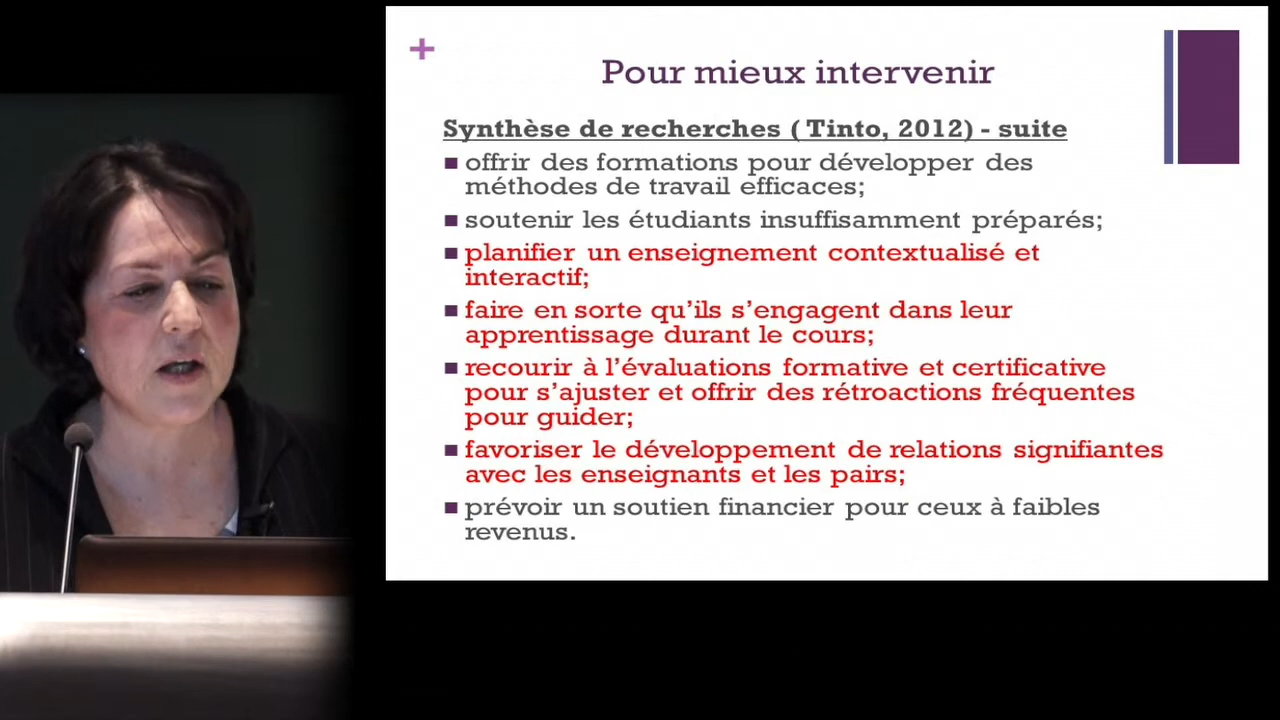 +
Pour mieux intervenir
Synthèse de recherches ( Tinto, 2012) - suite
■ offrir des formations pour développer des
méthodes de travail efficaces;
■ soutenir les étudiants insuffisamment préparés;
■ planifier un enseignement contextualisé et
interactif;
■ faire en sorte qu'ils s'engagent dans leur
apprentissage durant le cours;
■ recourir à l'évaluations formative et certificative
pour s'ajuster et offrir des rétroactions fréquentes
pour guider;
■ favoriser le développement de relations signifiantes
avec les enseignants et les pairs;
■ prévoir un soutien financier pour ceux à faibles
revenus.